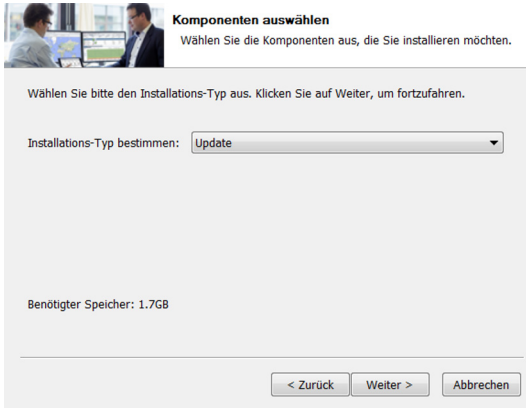 Komponenten auswählen
Wählen Sie die Komponenten aus, die Sie installieren möchten.
Wählen Sie bitte den Installations-Typ aus. Klicken Sie auf Weiter, um fortzufahren.
Installations-Typ bestimmen: Update
Benötigter Speicher: 1.7GB
< Zurück Weiter > Abbrechen